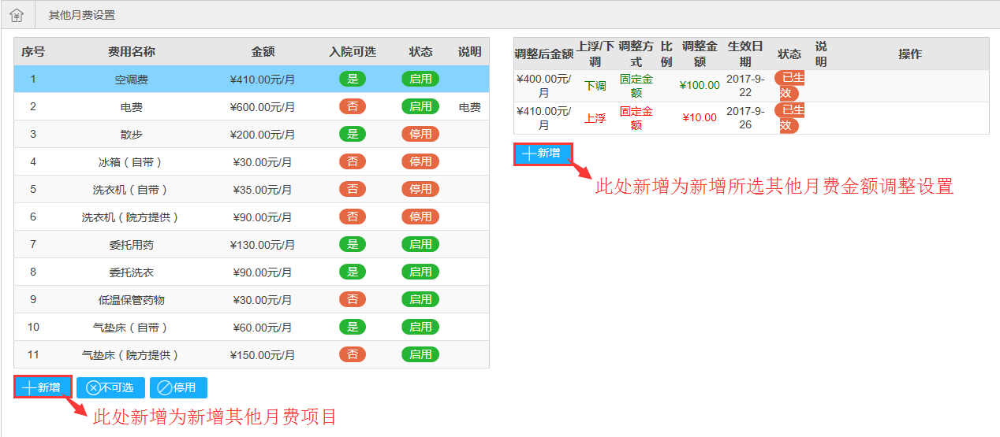 其他月费设置
序号 费用名称 金额 入院可选 状态 说明
1 空调费 ¥410.00元/月 是 启用
2 电费 ¥600.00元/月 否 启用 电费
3 散步 ¥200.00元/月 是 停用
4 冰箱（自带） ¥30.00元/月 否 停用
5 洗衣机（自带） ¥35.00元/月 否 停用
6 洗衣机（院方提供） ¥90.00元/月 否 停用
7 委托用药 ¥130.00元/月 是 启用
8 委托洗衣 ¥90.00元/月 是 启用
9 低温保管药物 ¥30.00元/月 否 启用
10 气垫床（自带） ¥60.00元/月 是 启用
11 气垫床（院方提供） ¥150.00元/月 否 启用
新增 不可选 停用
此处新增为新增其他月费项目
调整后金额 上浮/下调 调整方式 比例 调整金额 生效日期 状态 说明 操作
¥400.00元/月 下调 固定金额 ¥100.00 2017-9-22 已生效
¥410.00元/月 上浮 固定金额 ¥10.00 2017-9-26 已生效
新增
此处新增为新增所选其他月费金额调整设置